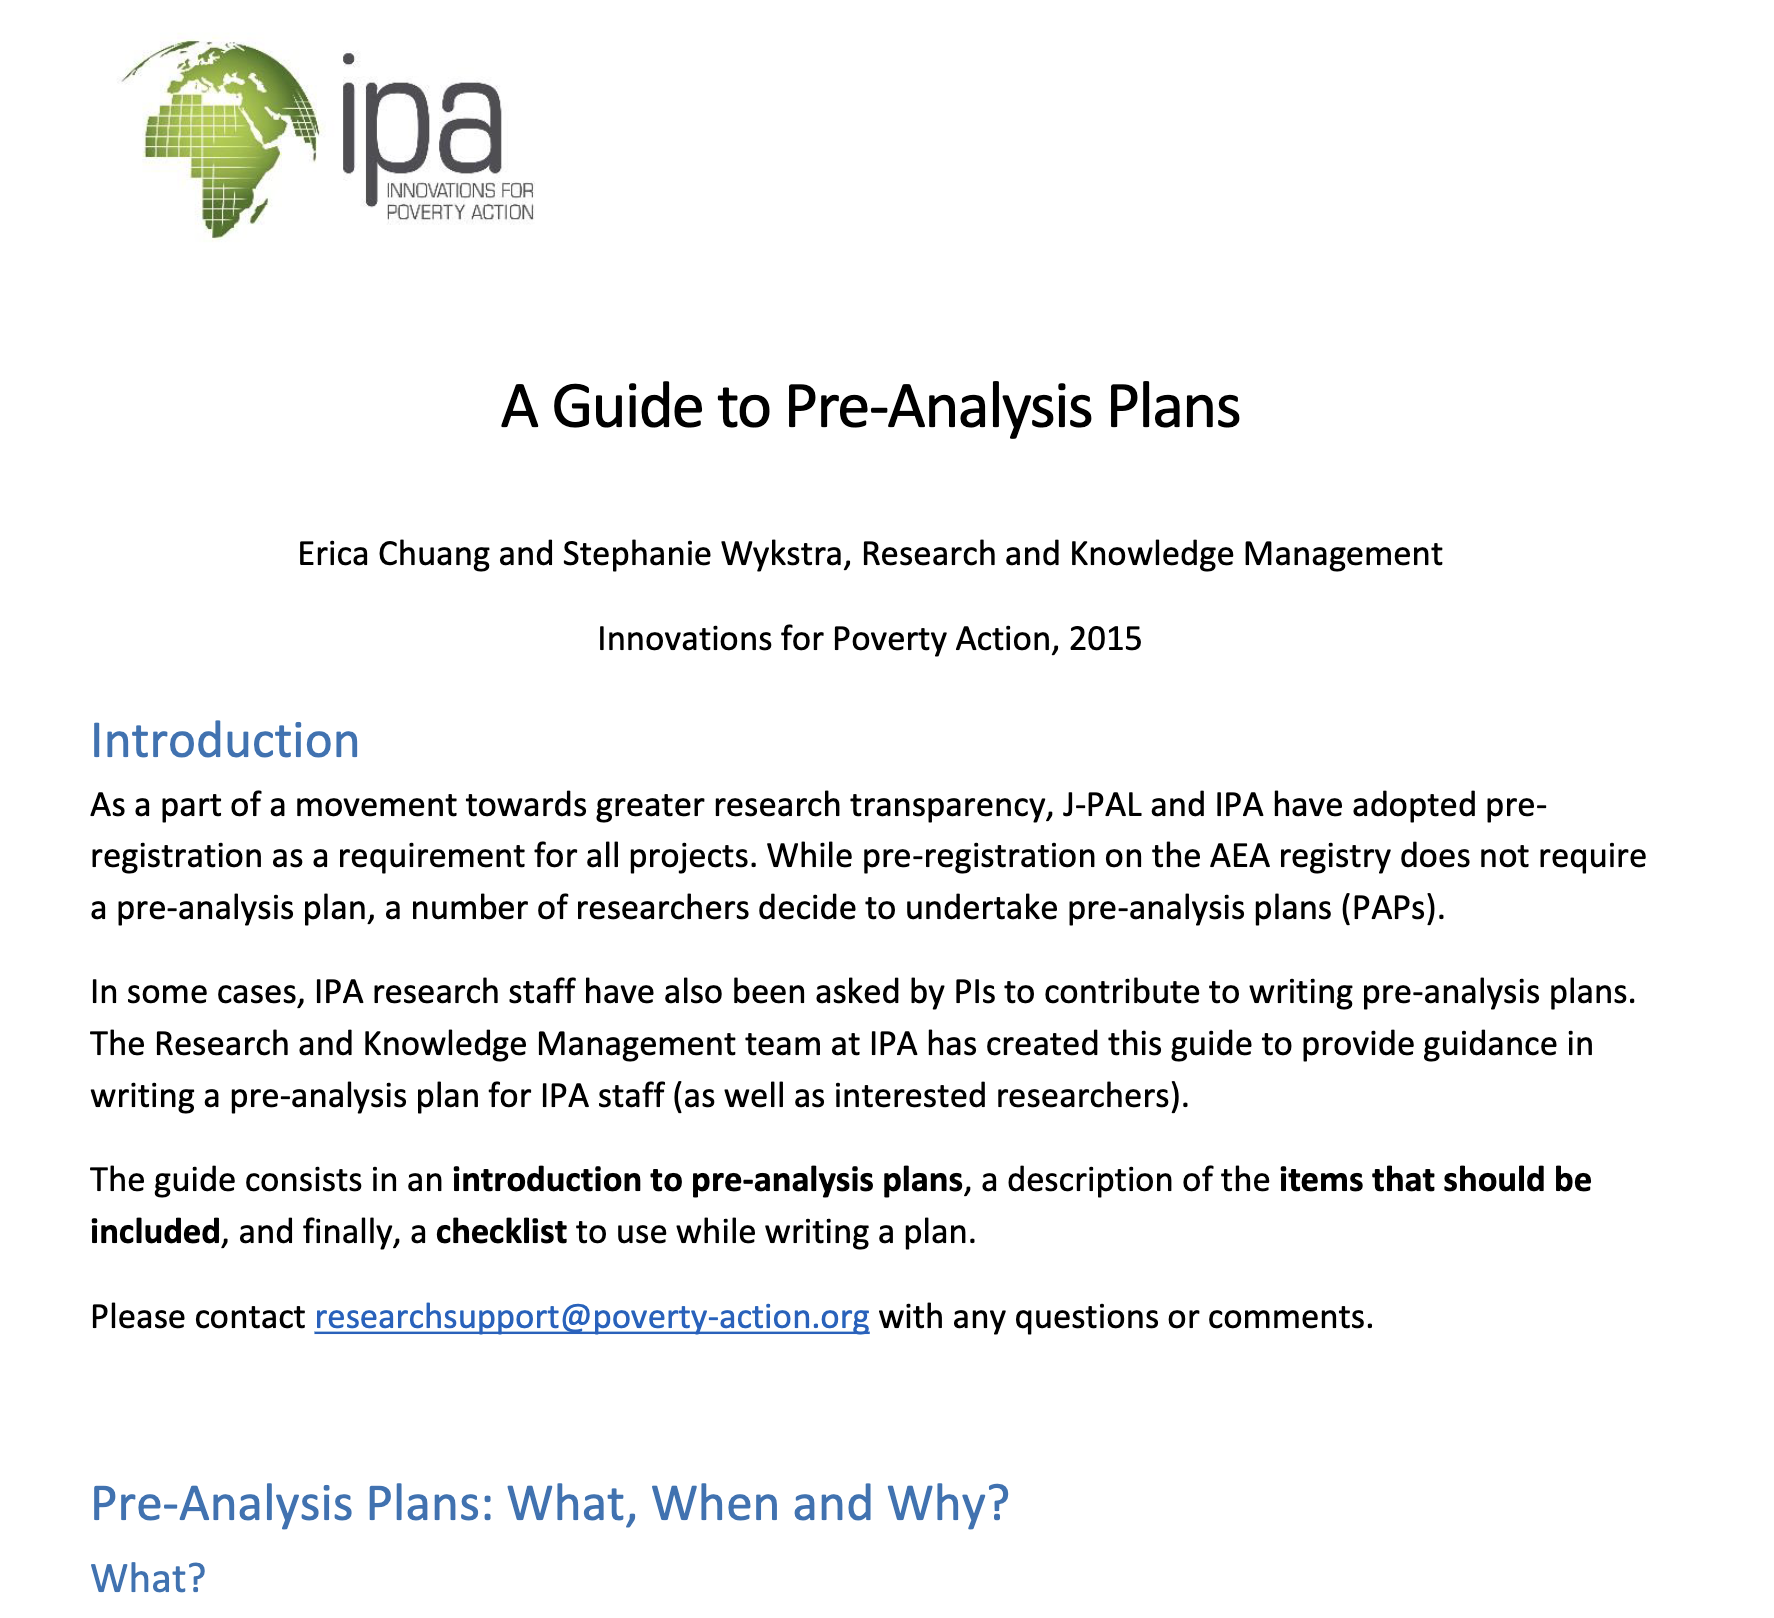 ipa
INNOVATIONS FOR
POVERTY ACTION
A Guide to Pre-Analysis Plans
Erica Chuang and Stephanie Wykstra, Research and Knowledge Management
Innovations for Poverty Action, 2015
Introduction
As a part of a movement towards greater research transparency, J-PAL and IPA have adopted pre-
registration as a requirement for all projects. While pre-registration on the AEA registry does not require
a pre-analysis plan, a number of researchers decide to undertake pre-analysis plans (PAPs).
In some cases, IPA research staff have also been asked by PIs to contribute to writing pre-analysis plans.
The Research and Knowledge Management team at IPA has created this guide to provide guidance in
writing a pre-analysis plan for IPA staff (as well as interested researchers).
The guide consists in an introduction to pre-analysis plans, a description of the items that should be
included, and finally, a checklist to use while writing a plan.
Please contact researchsupport@poverty-action.org with any questions or comments.
Pre-Analysis Plans: What, When and Why?
What?